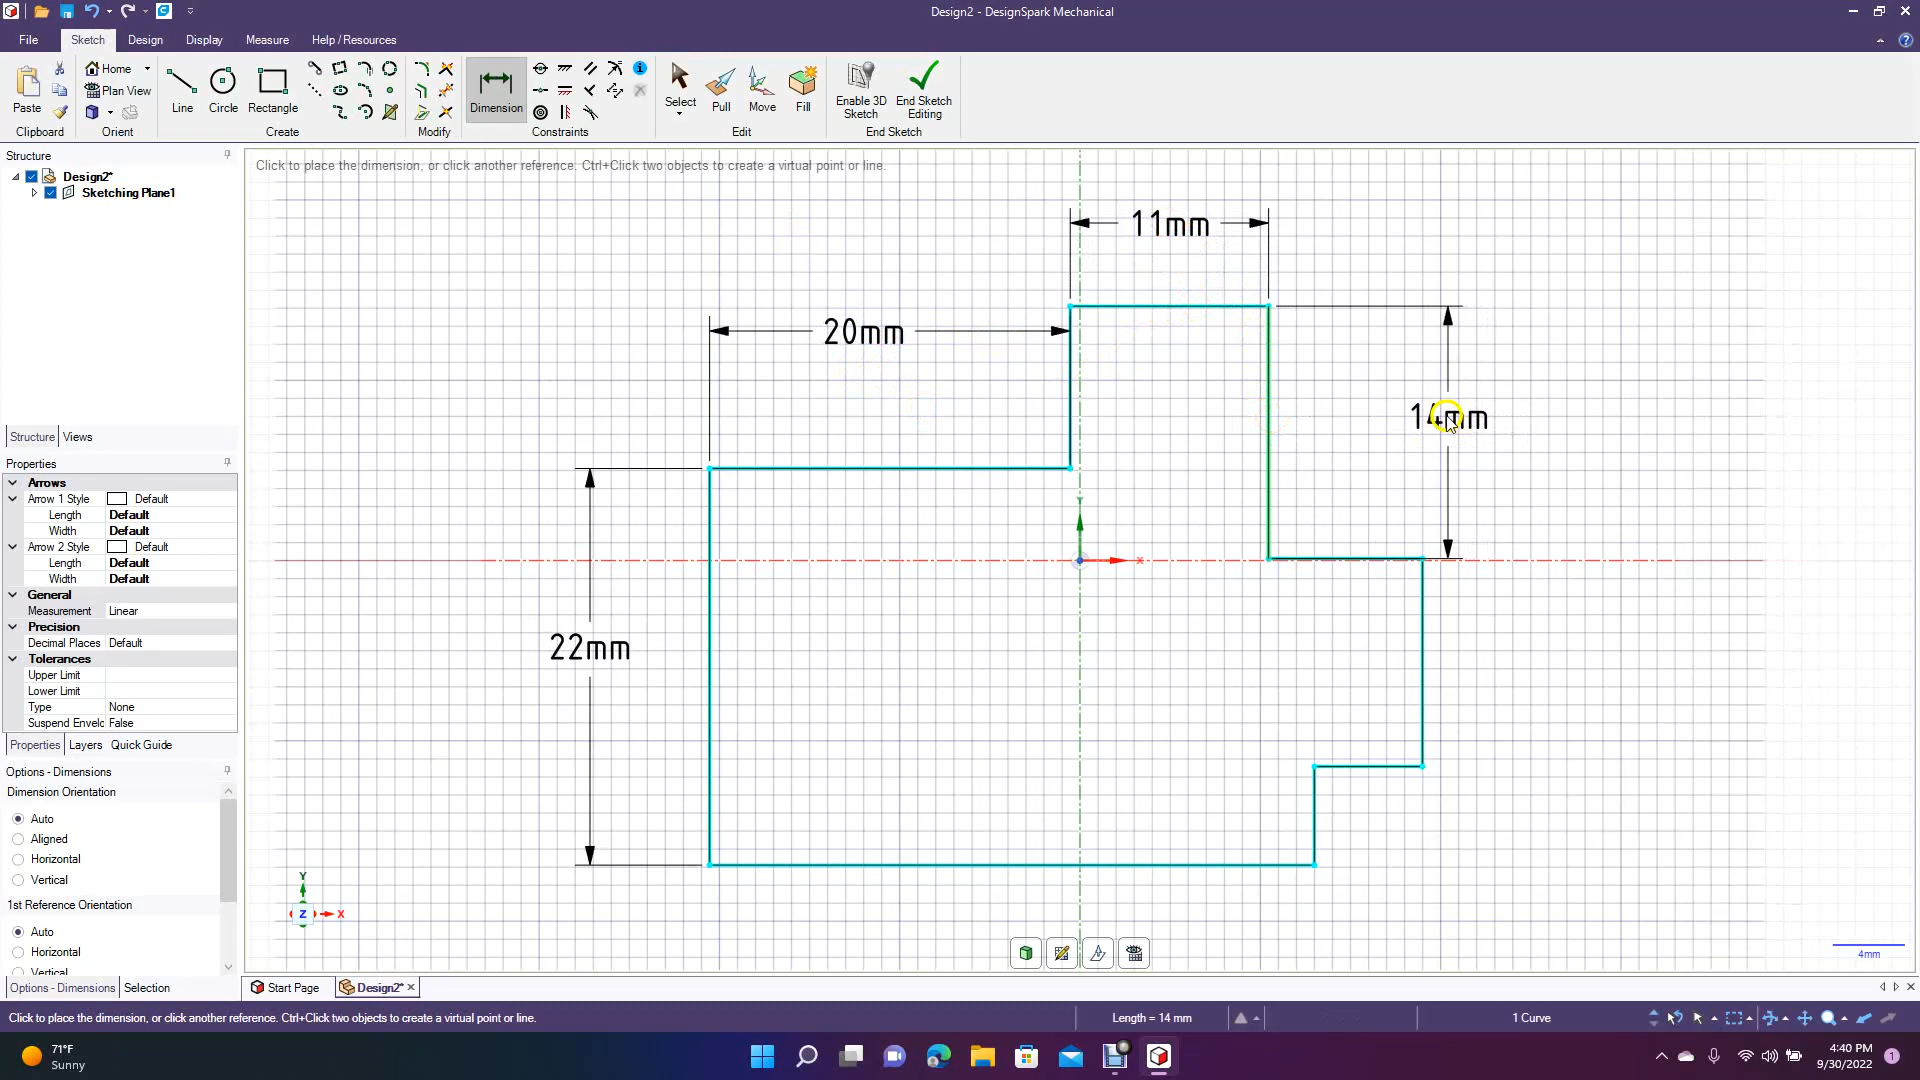 Design2 - DesignSpark Mechanical
File
Sketch
Design
Display
Measure
Help / Resources
Paste
Home
Plan View
Line
Circle
Rectangle
Dimension
Select
Pull
Move
Fill
Enable 3D Sketch
End Sketch Editing
Clipboard
Orient
Create
Modify
Constraints
Edit
End Sketch
Structure
Design2*
Sketching Plane1
Structure
Views
Properties
Arrows
Arrow 1 Style Default
Length Default
Width Default
Arrow 2 Style Default
Length Default
Width Default
General
Measurement Linear
Precision
Decimal Places Default
Tolerances
Upper Limit
Lower Limit
Type None
Suspend Envelo False
Properties
Layers
Quick Guide
Options - Dimensions
Dimension Orientation
Auto
Aligned
Horizontal
Vertical
1st Reference Orientation
Auto
Horizontal
Vertical
Options - Dimensions
Selection
Click to place the dimension, or click another reference. Ctrl+Click two objects to create a virtual point or line.
11mm
20mm
14mm
22mm
Y
X
Y
Z
X
4mm
Start Page
Design2*
Click to place the dimension, or click another reference. Ctrl+Click two objects to create a virtual point or line.
Length = 14 mm
1 Curve
71°F
Sunny
4:40 PM
9/30/2022
1